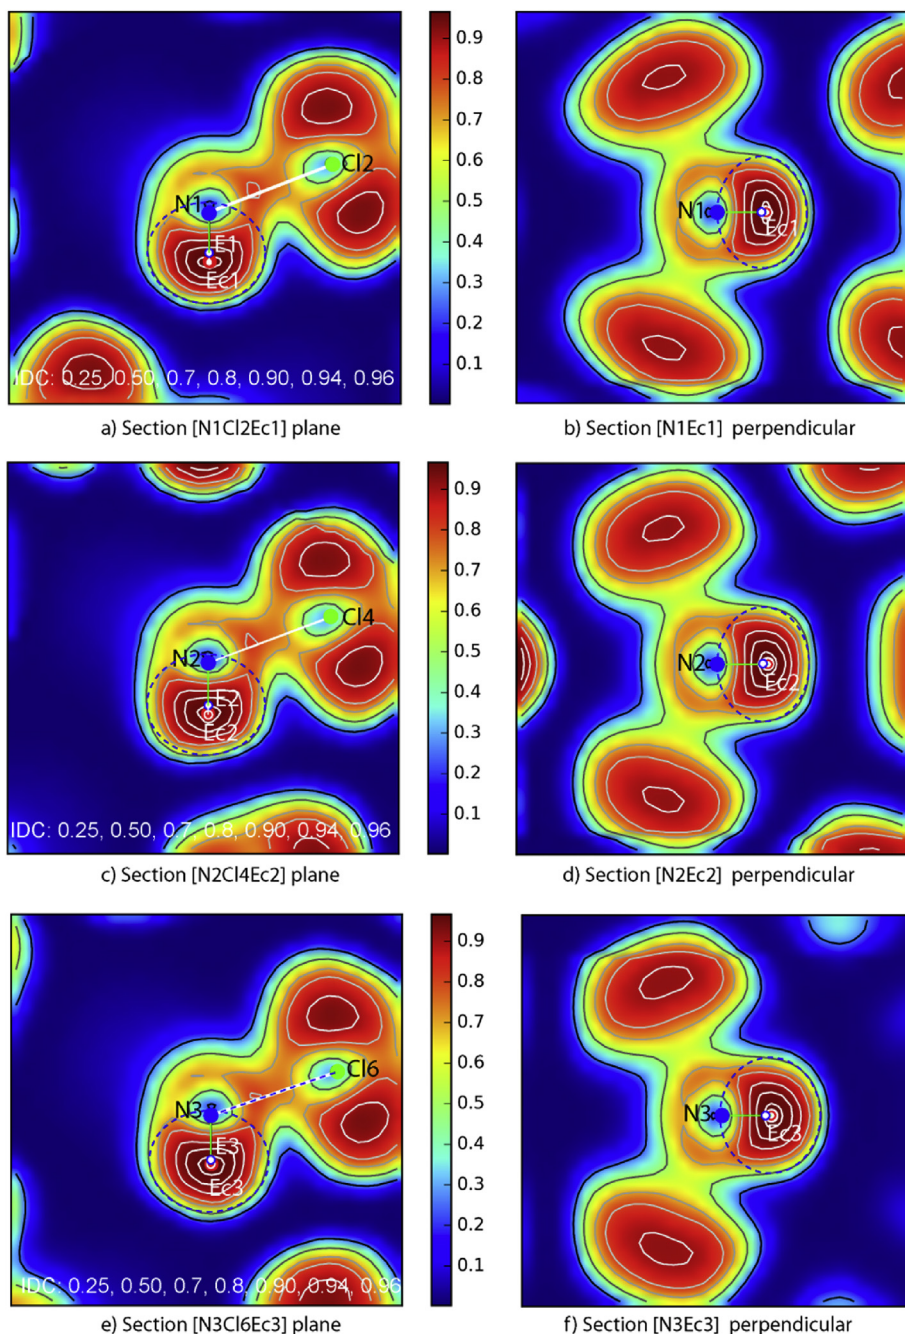 0.9
0.8
0.7
0.6
0.5
0.4
0.3
0.2
0.1
Cl2
N1
E1
Ec1
IDC: 0.25, 0.50, 0.7, 0.8, 0.90, 0.94, 0.96
N1
Ec1
a) Section [N1Cl2Ec1] plane
b) Section [N1Ec1] perpendicular
0.9
0.8
0.7
0.6
0.5
0.4
0.3
0.2
0.1
Cl4
N2
E2
Ec2
IDC: 0.25, 0.50, 0.7, 0.8, 0.90, 0.94, 0.96
N2
Ec2
c) Section [N2Cl4Ec2] plane
d) Section [N2Ec2] perpendicular
0.9
0.8
0.7
0.6
0.5
0.4
0.3
0.2
0.1
Cl6
N3
E3
Ec3
IDC: 0.25, 0.50, 0.7, 0.8, 0.90, 0.94, 0.96
N3
Ec3
e) Section [N3Cl6Ec3] plane
f) Section [N3Ec3] perpendicular